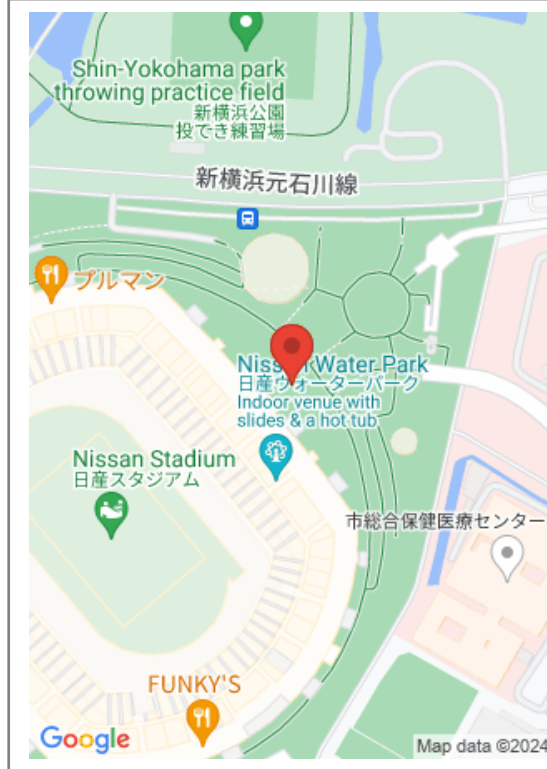 Shin-Yokohama park
throwing practice field
新横浜公園
投てき練習場
新横浜元石川線
プルマン
Nissan Water Park
日産ウォーターパーク
Indoor venue with
slides & a hot tub
Nissan Stadium
日産スタジアム
市総合保健医療センター
FUNKY'S
Google
Map data ©2024